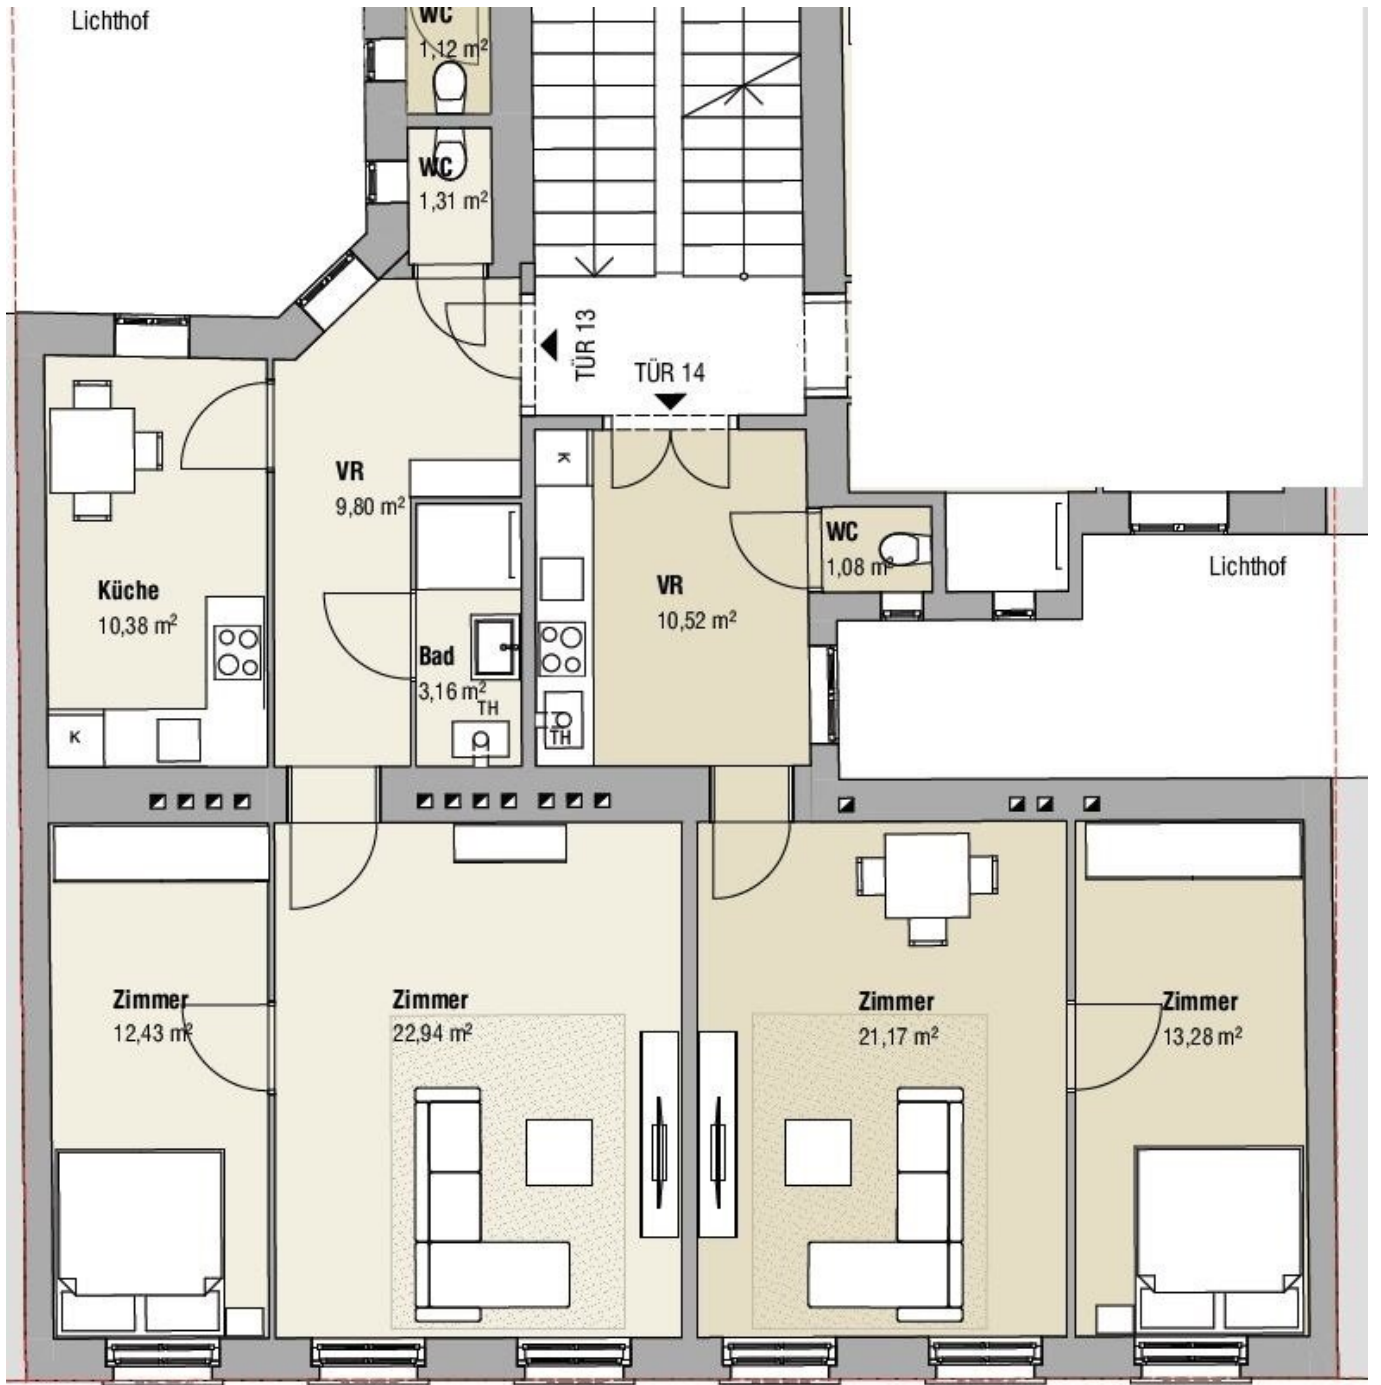 Lichthof
WC
1,12 m²
WC
1,31 m²
TÜR 13
TÜR 14
VR
9,80 m²
K
WC
1,08 m²
Lichthof
Küche
10,38 m²
VR
10,52 m²
Bad
3,16 m²
TH
TH
K
Zimmer
12,43 m²
Zimmer
22,94 m²
Zimmer
21,17 m²
Zimmer
13,28 m²